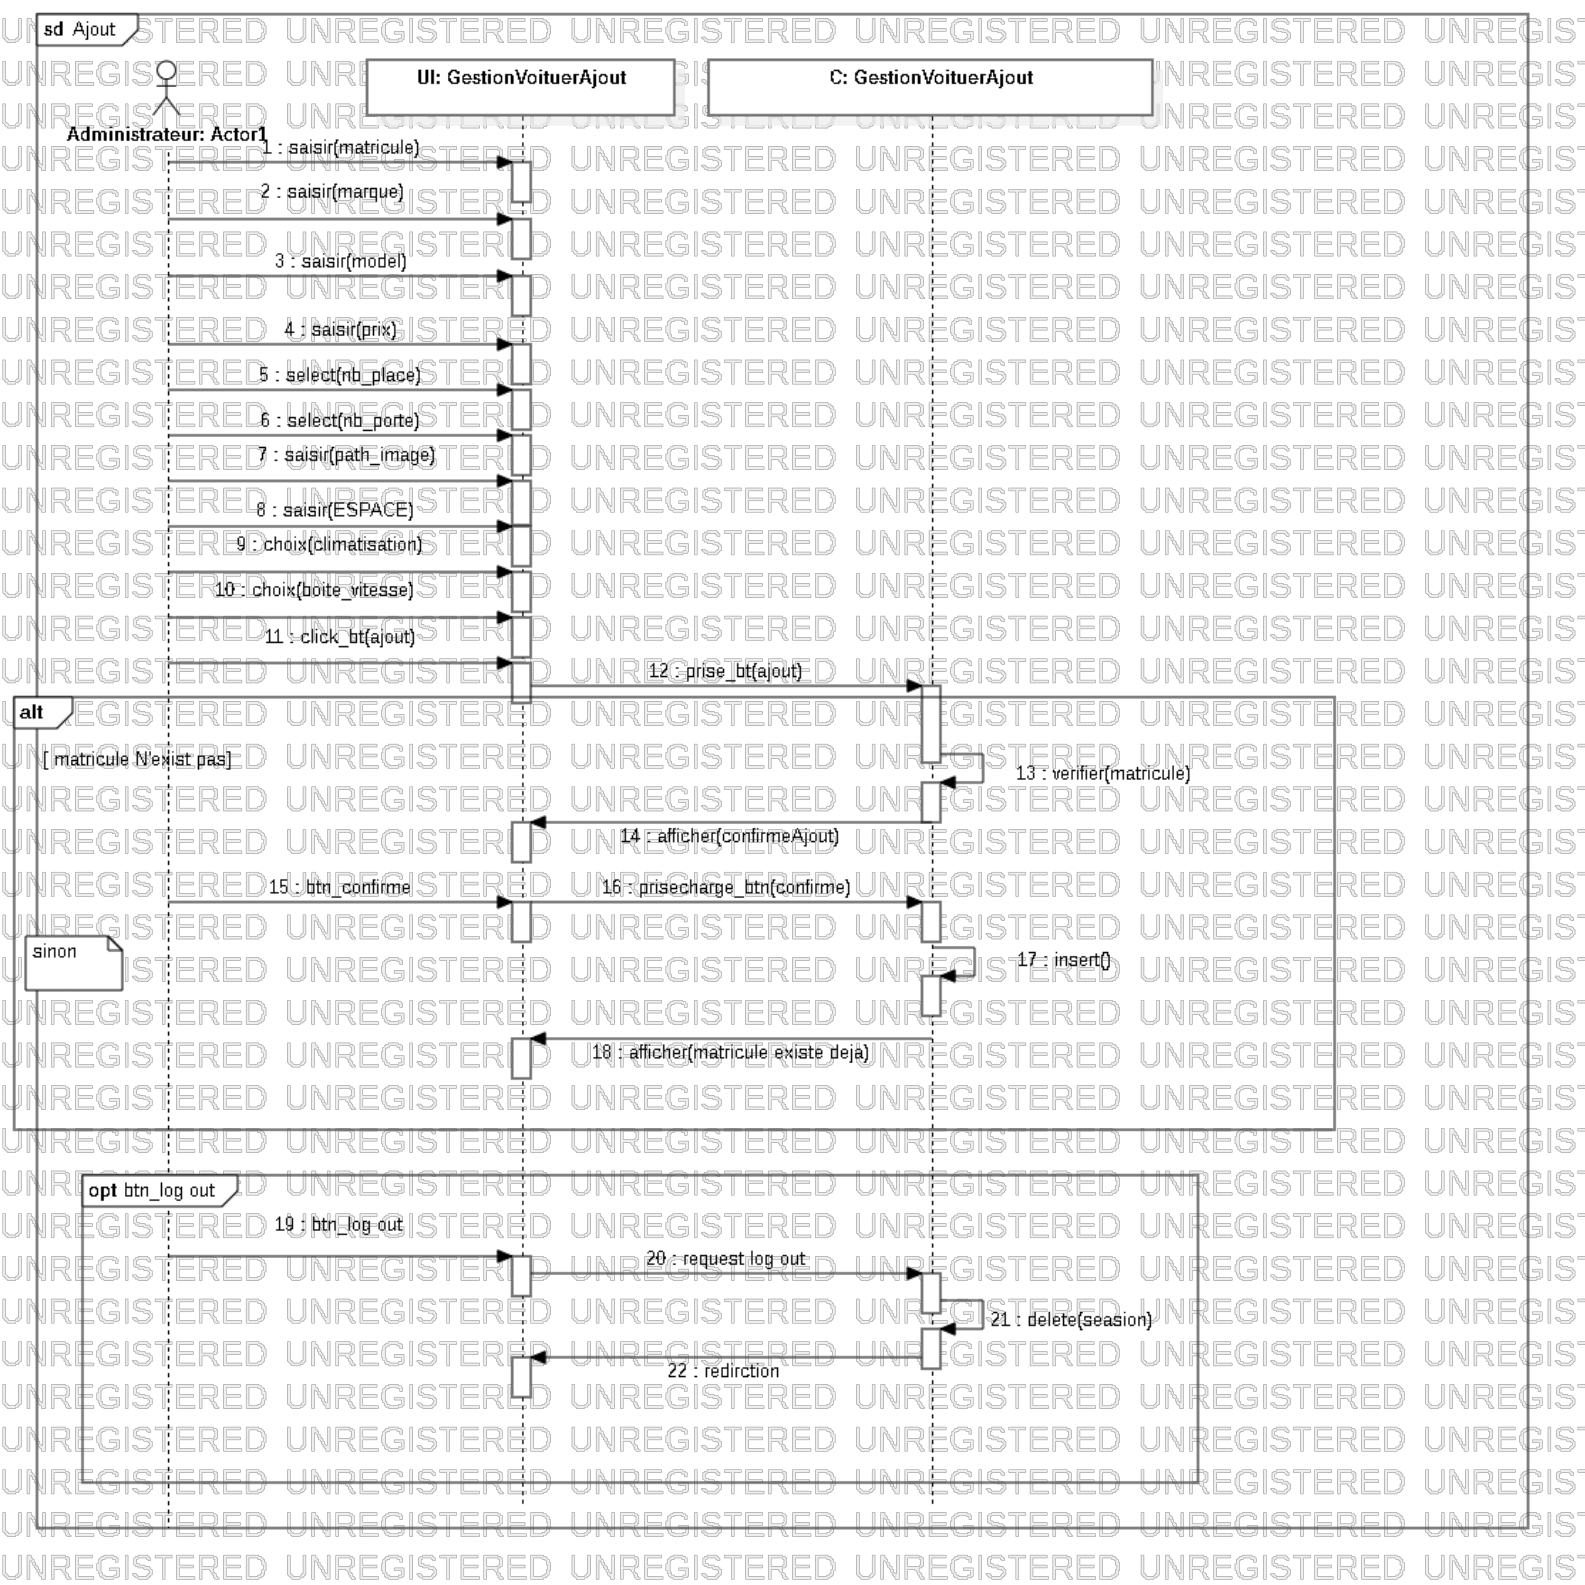 sd Ajout
UI: GestionVoituerAjout
C: GestionVoituerAjout
Administrateur: Actor1
1 : saisir(matricule)
2 : saisir(marque)
3 : saisir(model)
4 : saisir(prix)
5 : select(nb_place)
6 : select(nb_porte)
7 : saisir(path_image)
8 : saisir(ESPACE)
9 : choix(climatisation)
10 : choix(boite_vitesse)
11 : click_bt(ajout)
12 : prise_bt(ajout)
alt
[ matricule N'exist pas]
13 : verifier(matricule)
14 : afficher(confirmeAjout)
15 : btn_confirme
16 : prisecharge_btn(confirme)
sinon
17 : insert()
18 : afficher(matricule existe deja)
opt btn_log out
19 : btn_log out
20 : request log out
21 : delete(seasion)
22 : redirction
UNREGISTERED